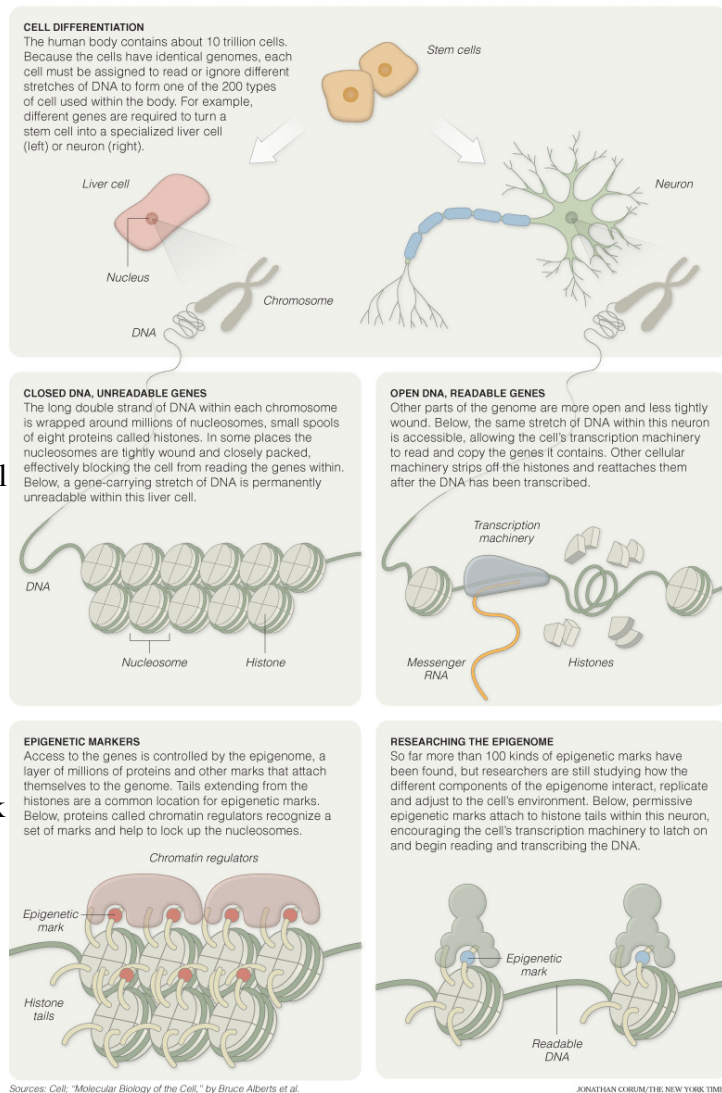 CELL DIFFERENTIATION
The human body contains about 10 trillion cells.
Because the cells have identical genomes, each
cell must be assigned to read or ignore different
stretches of DNA to form one of the 200 types
of cell used within the body. For example,
different genes are required to turn a
stem cell into a specialized liver cell
(left) or neuron (right).
Stem cells
Liver cell
Neuron
Nucleus
Chromosome
DNA
CLOSED DNA, UNREADABLE GENES
The long double strand of DNA within each chromosome
is wrapped around millions of nucleosomes, small spools
of eight proteins called histones. In some places the
nucleosomes are tightly wound and closely packed,
effectively blocking the cell from reading the genes within.
Below, a gene-carrying stretch of DNA is permanently
unreadable within this liver cell.
l
DNA
Nucleosome
Histone
OPEN DNA, READABLE GENES
Other parts of the genome are more open and less tightly
wound. Below, the same stretch of DNA within this neuron
is accessible, allowing the cell's transcription machinery
to read and copy the genes it contains. Other cellular
machinery strips off the histones and reattaches them
after the DNA has been transcribed.
Transcription
machinery
Messenger
RNA
Histones
EPIGENETIC MARKERS
Access to the genes is controlled by the epigenome, a
layer of millions of proteins and other marks that attach
themselves to the genome. Tails extending from the
histones are a common location for epigenetic marks.
Below, proteins called chromatin regulators recognize a
set of marks and help to lock up the nucleosomes.
k
Chromatin regulators
Epigenetic
mark
Histone
tails
RESEARCHING THE EPIGENOME
So far more than 100 kinds of epigenetic marks have
been found, but researchers are still studying how the
different components of the epigenome interact, replicate
and adjust to the cell's environment. Below, permissive
epigenetic marks attach to histone tails within this neuron,
encouraging the cell's transcription machinery to latch on
and begin reading and transcribing the DNA.
Epigenetic
mark
Readable
DNA
Sources: Cell; "Molecular Biology of the Cell," by Bruce Alberts et al.
JONATHAN CORUM/THE NEW YORK TIM